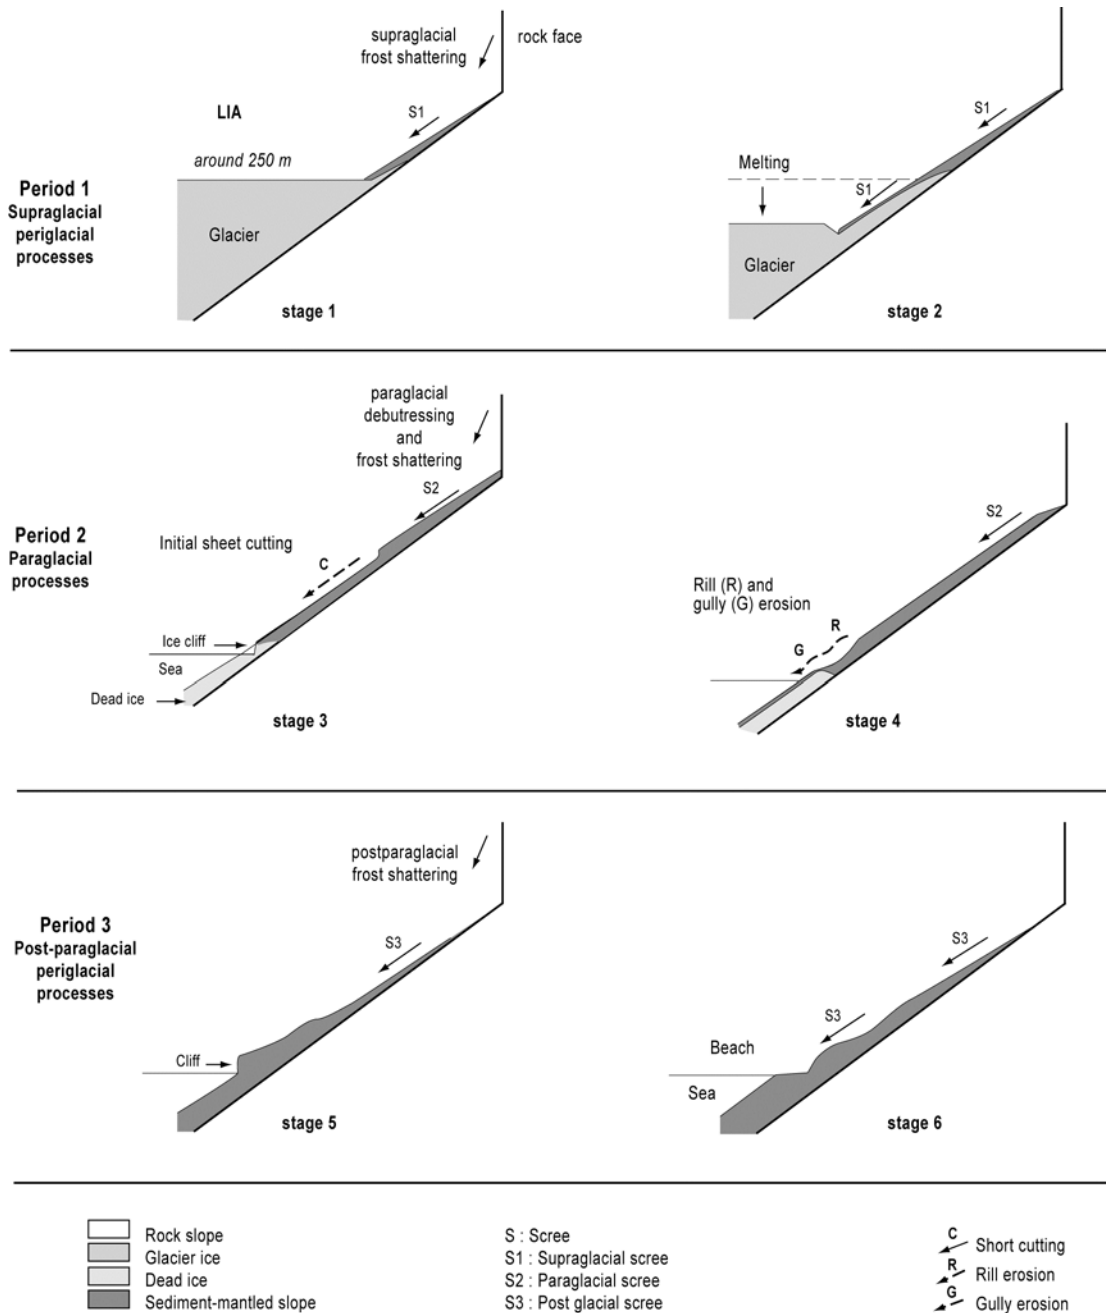 supraglacial
frost shattering
rock face
S1
LIA
around 250 m
Glacier
stage 1
Period 1
Supraglacial
periglacial
processes
S1
Melting
S1
Glacier
stage 2
paraglacial
debutressing
and
frost shattering
S2
Initial sheet cutting
C
Ice cliff
Sea
Dead ice
stage 3
Period 2
Paraglacial
processes
S2
Rill (R) and
gully (G) erosion
R
G
stage 4
postparaglacial
frost shattering
S3
Cliff
stage 5
Period 3
Post-paraglacial
periglacial
processes
S3
S3
Beach
Sea
stage 6
Rock slope
Glacier ice
Dead ice
Sediment-mantled slope
S : Scree
S1 : Supraglacial scree
S2 : Paraglacial scree
S3 : Post glacial scree
C
Short cutting
R
Rill erosion
G
Gully erosion